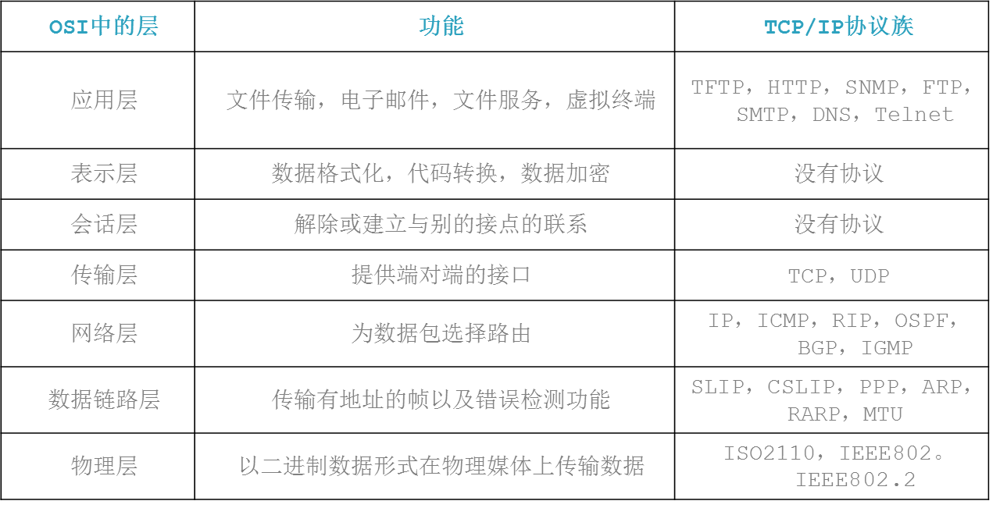 OSI中的层 功能 TCP/IP协议族
应用层 文件传输，电子邮件，文件服务，虚拟终端 TFTP，HTTP，SNMP，FTP，
SMTP，DNS，Telnet
表示层 数据格式化，代码转换，数据加密 没有协议
会话层 解除或建立与别的接点的联系 没有协议
传输层 提供端对端的接口 TCP，UDP
网络层 为数据包选择路由 IP，ICMP，RIP，OSPF，
BGP，IGMP
数据链路层 传输有地址的帧以及错误检测功能 SLIP，CSLIP，PPP，ARP，
RARP，MTU
物理层 以二进制数据形式在物理媒体上传输数据 ISO2110，IEEE802。
IEEE802.2